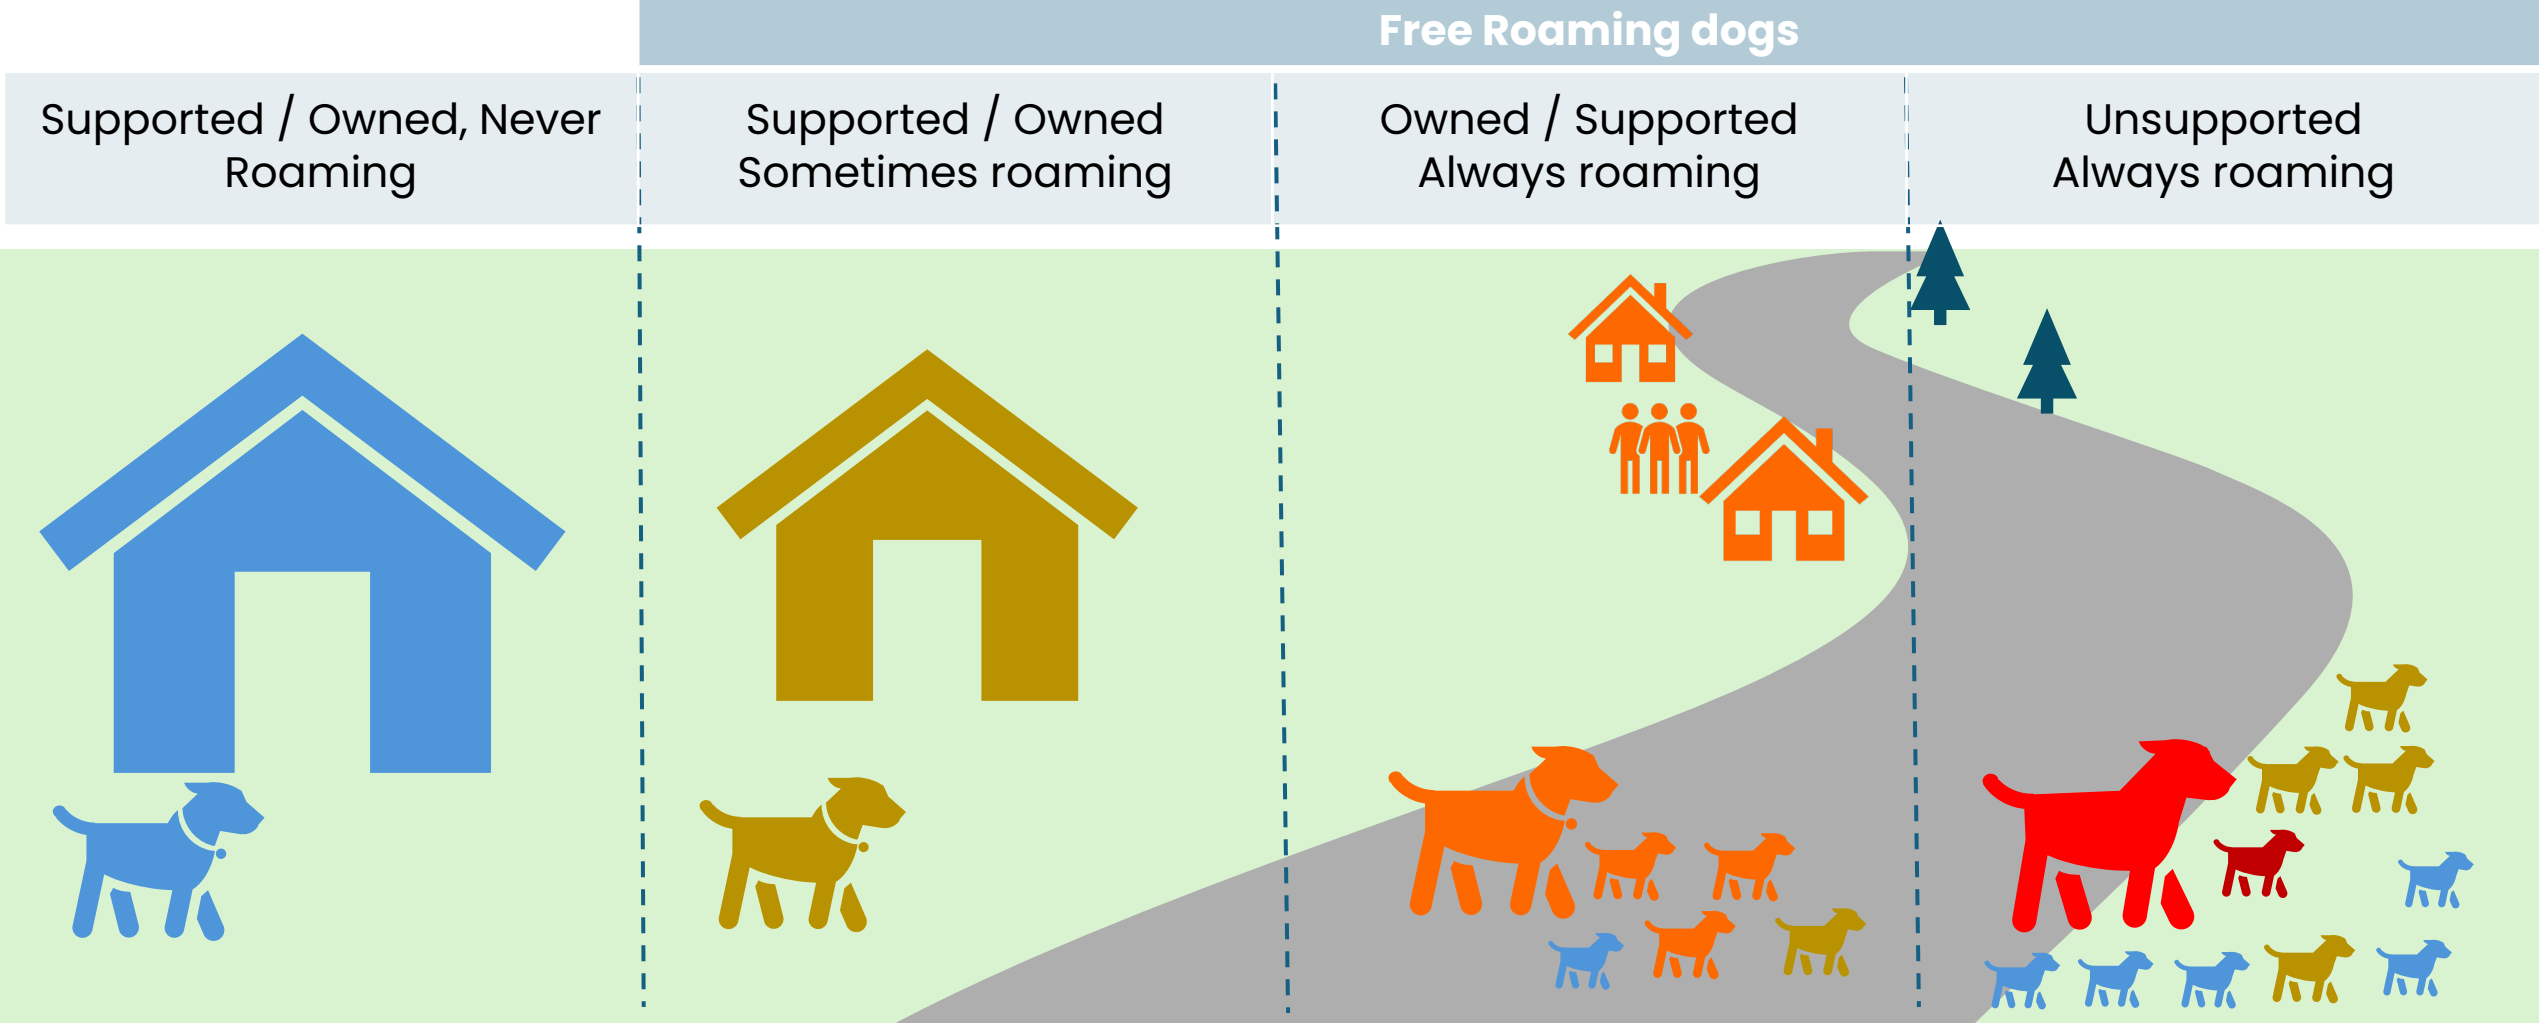 Free Roaming dogs
Supported / Owned, Never
Roaming
Supported / Owned
Sometimes roaming
Owned / Supported
Always roaming
Unsupported
Always roaming